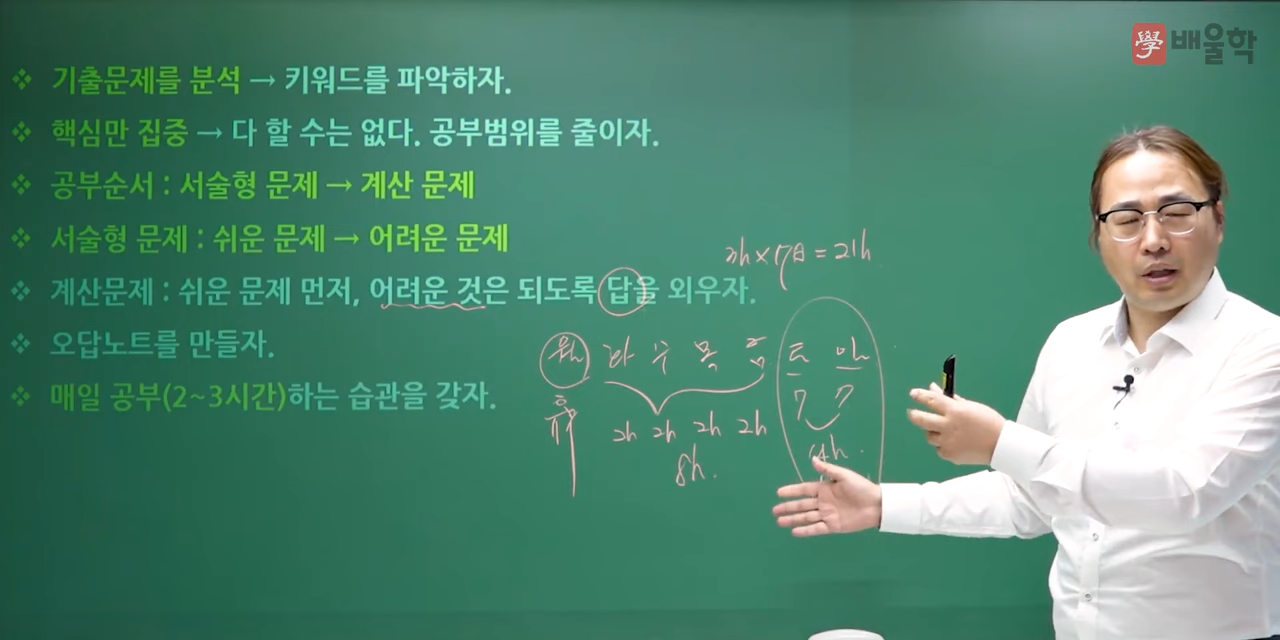 學 배울학
❖ 기출문제를 분석 → 키워드를 파악하자.
❖ 핵심만 집중 → 다 할 수는 없다. 공부범위를 줄이자.
❖ 공부순서 : 서술형 문제 → 계산 문제
❖ 서술형 문제 : 쉬운 문제 → 어려운 문제
3h×7日=21h
❖ 계산문제 : 쉬운 문제 먼저, 어려운 것은 되도록 답을 외우자.
❖ 오답노트를 만들자.
월 화 수 목 금 토 일
❖ 매일 공부(2~3시간)하는 습관을 갖자.
7 7
2h 2h 2h 2h
8h. 14h.